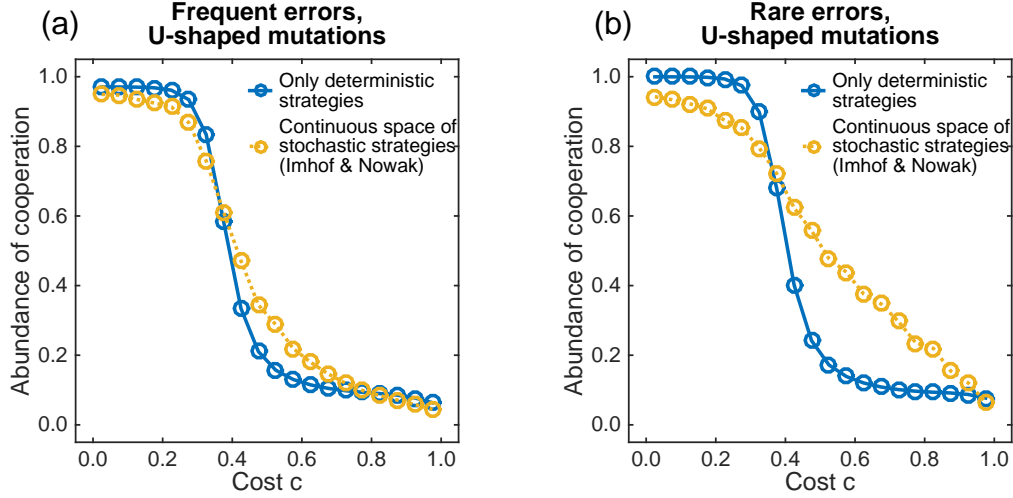 (a)
Frequent errors,
U-shaped mutations
Abundance of cooperation
1.0
0.8
0.6
0.4
0.2
0.0
Only deterministic
strategies
Continuous space of
stochastic strategies
(Imhof & Nowak)
0.0 0.2 0.4 0.6 0.8 1.0
Cost c
(b)
Rare errors,
U-shaped mutations
Abundance of cooperation
1.0
0.8
0.6
0.4
0.2
0.0
Only deterministic
strategies
Continuous space of
stochastic strategies
(Imhof & Nowak)
0.0 0.2 0.4 0.6 0.8 1.0
Cost c